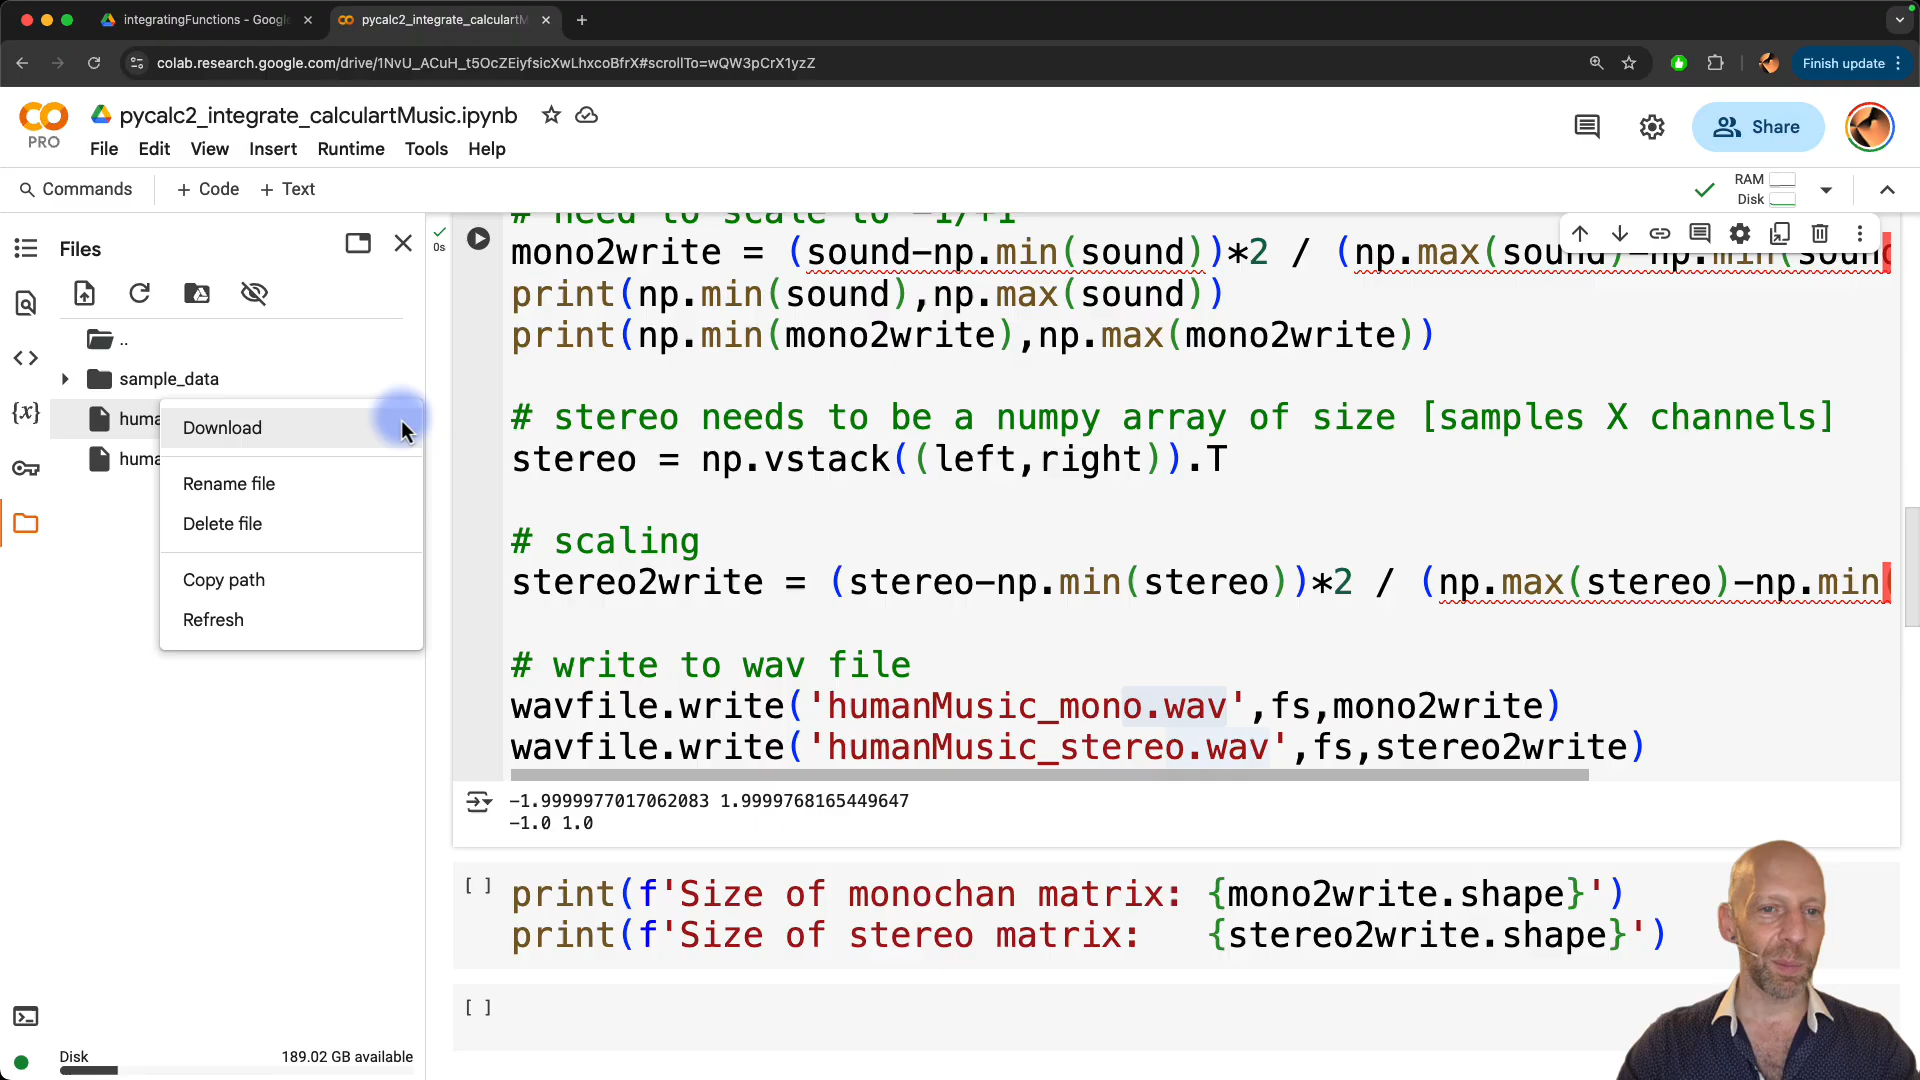 integratingFunctions - Google
pycalc2_integrate_calculartM
colab.research.google.com/drive/1NvU_ACuH_t5OcZEiyfsicXwLhxcoBfrX#scrollTo=wQW3pCrX1yzZ
Finish update
CO
PRO
pycalc2_integrate_calculartMusic.ipynb
File Edit View Insert Runtime Tools Help
Share
Commands + Code + Text
RAM
Disk
Files
..
sample_data
huma
huma
Download
Rename file
Delete file
Copy path
Refresh
Disk 189.02 GB available
0s
# need to scale to -1/+1
mono2write = (sound-np.min(sound))*2 / (np.max(sound)-np.min(sound
print(np.min(sound),np.max(sound))
print(np.min(mono2write),np.max(mono2write))
# stereo needs to be a numpy array of size [samples X channels]
stereo = np.vstack((left,right)).T
# scaling
stereo2write = (stereo-np.min(stereo))*2 / (np.max(stereo)-np.min(
# write to wav file
wavfile.write('humanMusic_mono.wav',fs,mono2write)
wavfile.write('humanMusic_stereo.wav',fs,stereo2write)
-1.9999977017062083 1.9999768165449647
-1.0 1.0
[ ] print(f'Size of monochan matrix: {mono2write.shape}')
print(f'Size of stereo matrix:   {stereo2write.shape}')
[ ]